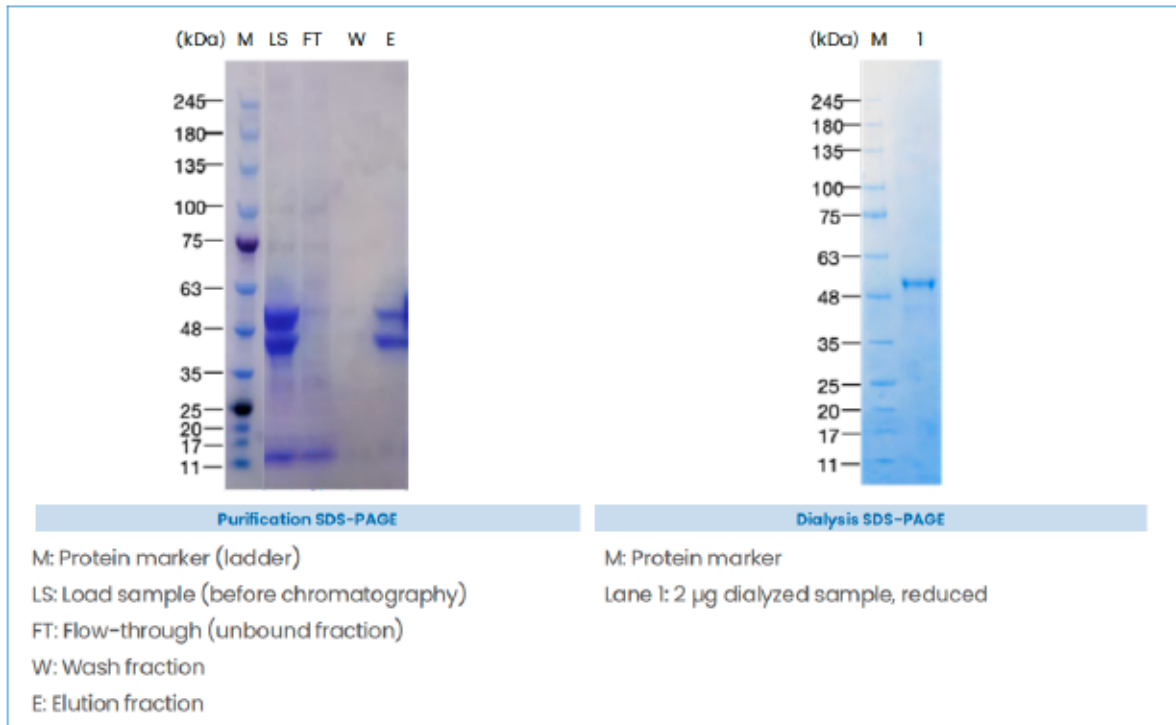 (kDa) M LS FT W E
245
180
135
100
75
63
48
35
25
20
17
11
Purification SDS-PAGE
M: Protein marker (ladder)
LS: Load sample (before chromatography)
FT: Flow-through (unbound fraction)
W: Wash fraction
E: Elution fraction
(kDa) M 1
245
180
135
100
75
63
48
35
25
20
17
11
Dialysis SDS-PAGE
M: Protein marker
Lane 1: 2 µg dialyzed sample, reduced